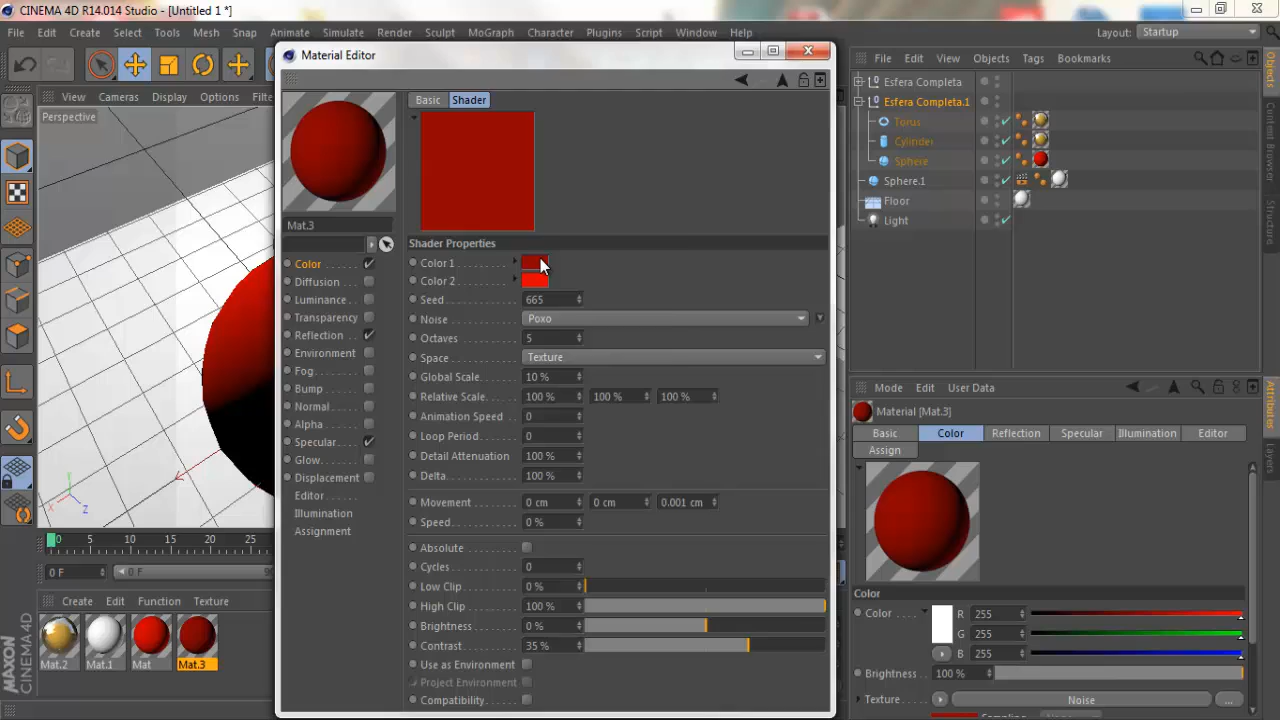 CINEMA 4D R14.014 Studio - [Untitled 1 *]
File Edit Create Select Tools Mesh Snap Animate Simulate Render Sculpt MoGraph Character Plugins Script Window Help Layout: Startup
Material Editor
File Edit View Objects Tags Bookmarks
View Cameras Display Options Filte
Perspective
Basic Shader
Esfera Completa
Esfera Completa.1
Torus
Cylinder
Sphere
Sphere.1
Floor
Light
Objects
Content Browser
Structure
Mat.3
Shader Properties
Color
Diffusion
Luminance
Transparency
Reflection
Environment
Fog
Bump
Normal
Alpha
Specular
Glow
Displacement
Editor
Illumination
Assignment
Color 1
Color 2
Seed 665
Noise Poxo
Octaves 5
Space Texture
Global Scale 10 %
Relative Scale 100 % 100 % 100 %
Animation Speed 0
Loop Period 0
Detail Attenuation 100 %
Delta 100 %
Movement 0 cm 0 cm 0.001 cm
Speed 0 %
Absolute
Cycles 0
Low Clip 0 %
High Clip 100 %
Brightness 0 %
Contrast 35 %
Use as Environment
Project Environment
Compatibility
Mode Edit User Data
Material [Mat.3]
Basic Color Reflection Specular Illumination Editor
Assign
Attributes
Layers
Color
Color R 255
G 255
B 255
Brightness 100 %
Texture Noise ...
Sampling None
Y
X
Z
0 5 10 15 20 25
0 F 0 F
Create Edit Function Texture
Mat.2 Mat.1 Mat Mat.3
MAXON
CINEMA 4D